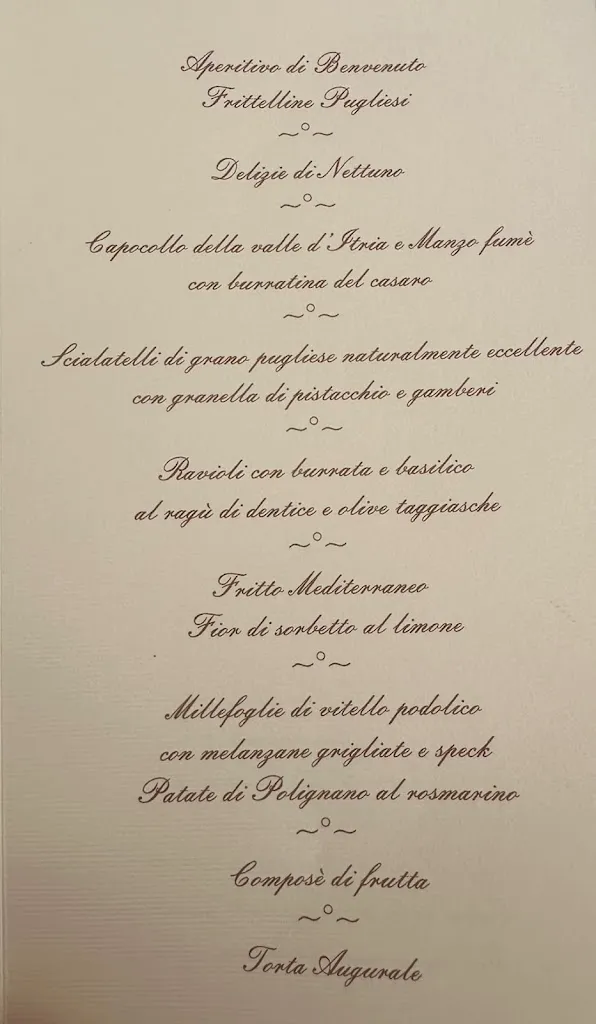 Aperitivo di Benvenuto
Frittelline Pugliesi
~°~
Delizie di Nettuno
~°~
Capocollo della valle d'Itria e Manzo fumè
con burratina del casaro
~°~
Scialatelli di grano pugliese naturalmente eccellente
con granella di pistacchio e gamberi
~°~
Ravioli con burrata e basilico
al ragù di dentice e olive taggiasche
~°~
Fritto Mediterraneo
Fior di sorbetto al limone
~°~
Millefoglie di vitello podolico
con melanzane grigliate e speck
Patate di Polignano al rosmarino
~°~
Composè di frutta
~°~
Torta Augurale